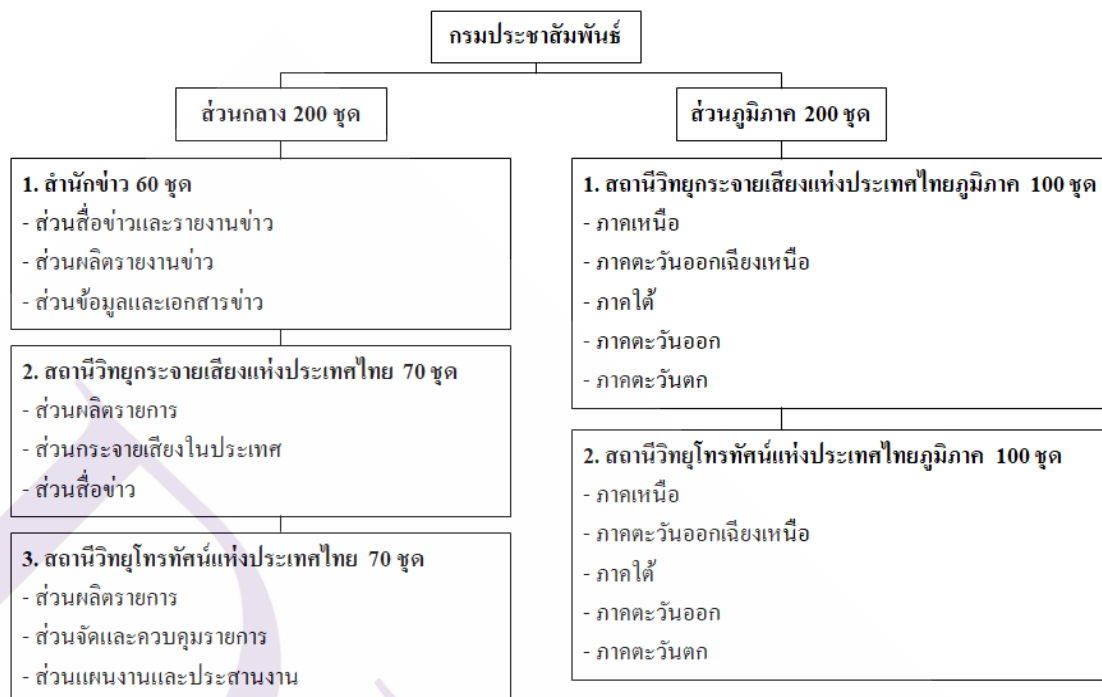 กรมประชาสัมพันธ์
ส่วนกลาง 200 ชุด
1. สำนักข่าว 60 ชุด
- ส่วนสื่อข่าวและรายงานข่าว
- ส่วนผลิตรายงานข่าว
- ส่วนข้อมูลและเอกสารข่าว
2. สถานีวิทยุกระจายเสียงแห่งประเทศไทย 70 ชุด
- ส่วนผลิตรายการ
- ส่วนกระจายเสียงในประเทศ
- ส่วนสื่อข่าว
3. สถานีวิทยุโทรทัศน์แห่งประเทศไทย 70 ชุด
- ส่วนผลิตรายการ
- ส่วนจัดและควบคุมรายการ
- ส่วนแผนงานและประสานงาน
ส่วนภูมิภาค 200 ชุด
1. สถานีวิทยุกระจายเสียงแห่งประเทศไทยภูมิภาค 100 ชุด
- ภาคเหนือ
- ภาคตะวันออกเฉียงเหนือ
- ภาคใต้
- ภาคตะวันออก
- ภาคตะวันตก
2. สถานีวิทยุโทรทัศน์แห่งประเทศไทยภูมิภาค 100 ชุด
- ภาคเหนือ
- ภาคตะวันออกเฉียงเหนือ
- ภาคใต้
- ภาคตะวันออก
- ภาคตะวันตก